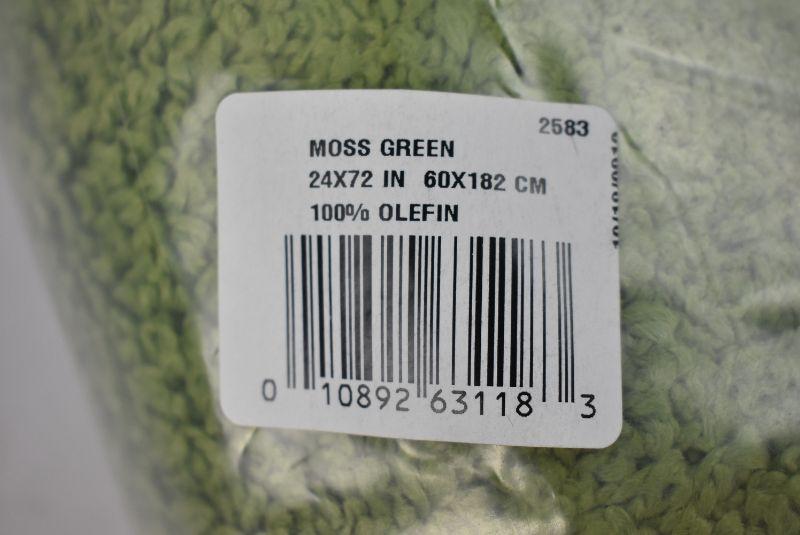 2583
MOSS GREEN
24X72 IN 60X182 CM
100% OLEFIN
0 10892 63118 3